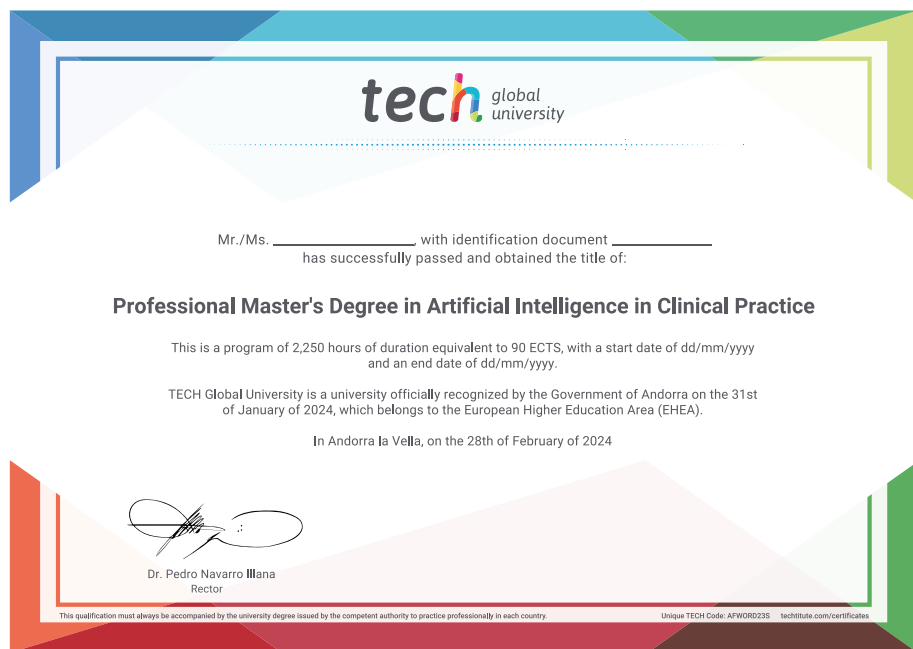 tech global
university
Mr./Ms. ____________, with identification document ____________
has successfully passed and obtained the title of:
Professional Master's Degree in Artificial Intelligence in Clinical Practice
This is a program of 2,250 hours of duration equivalent to 90 ECTS, with a start date of dd/mm/yyyy
and an end date of dd/mm/yyyy.
TECH Global University is a university officially recognized by the Government of Andorra on the 31st
of January of 2024, which belongs to the European Higher Education Area (EHEA).
In Andorra la Vella, on the 28th of February of 2024
Dr. Pedro Navarro Illana
Rector
This qualification must always be accompanied by the university degree issued by the competent authority to practice professionally in each country.
Unique TECH Code: AFWORD23S techtitute.com/certificates